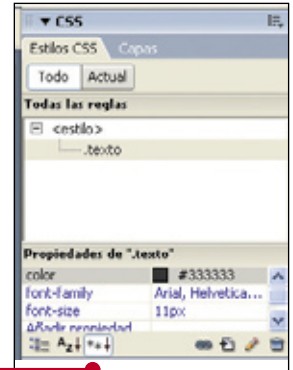 CSS
Estilos CSS Capas
Todo Actual
Todas las reglas
<estilo>
.texto
Propiedades de ".texto"
color #333333
font-family Arial, Helvetica...
font-size 11px
Añadir propiedad